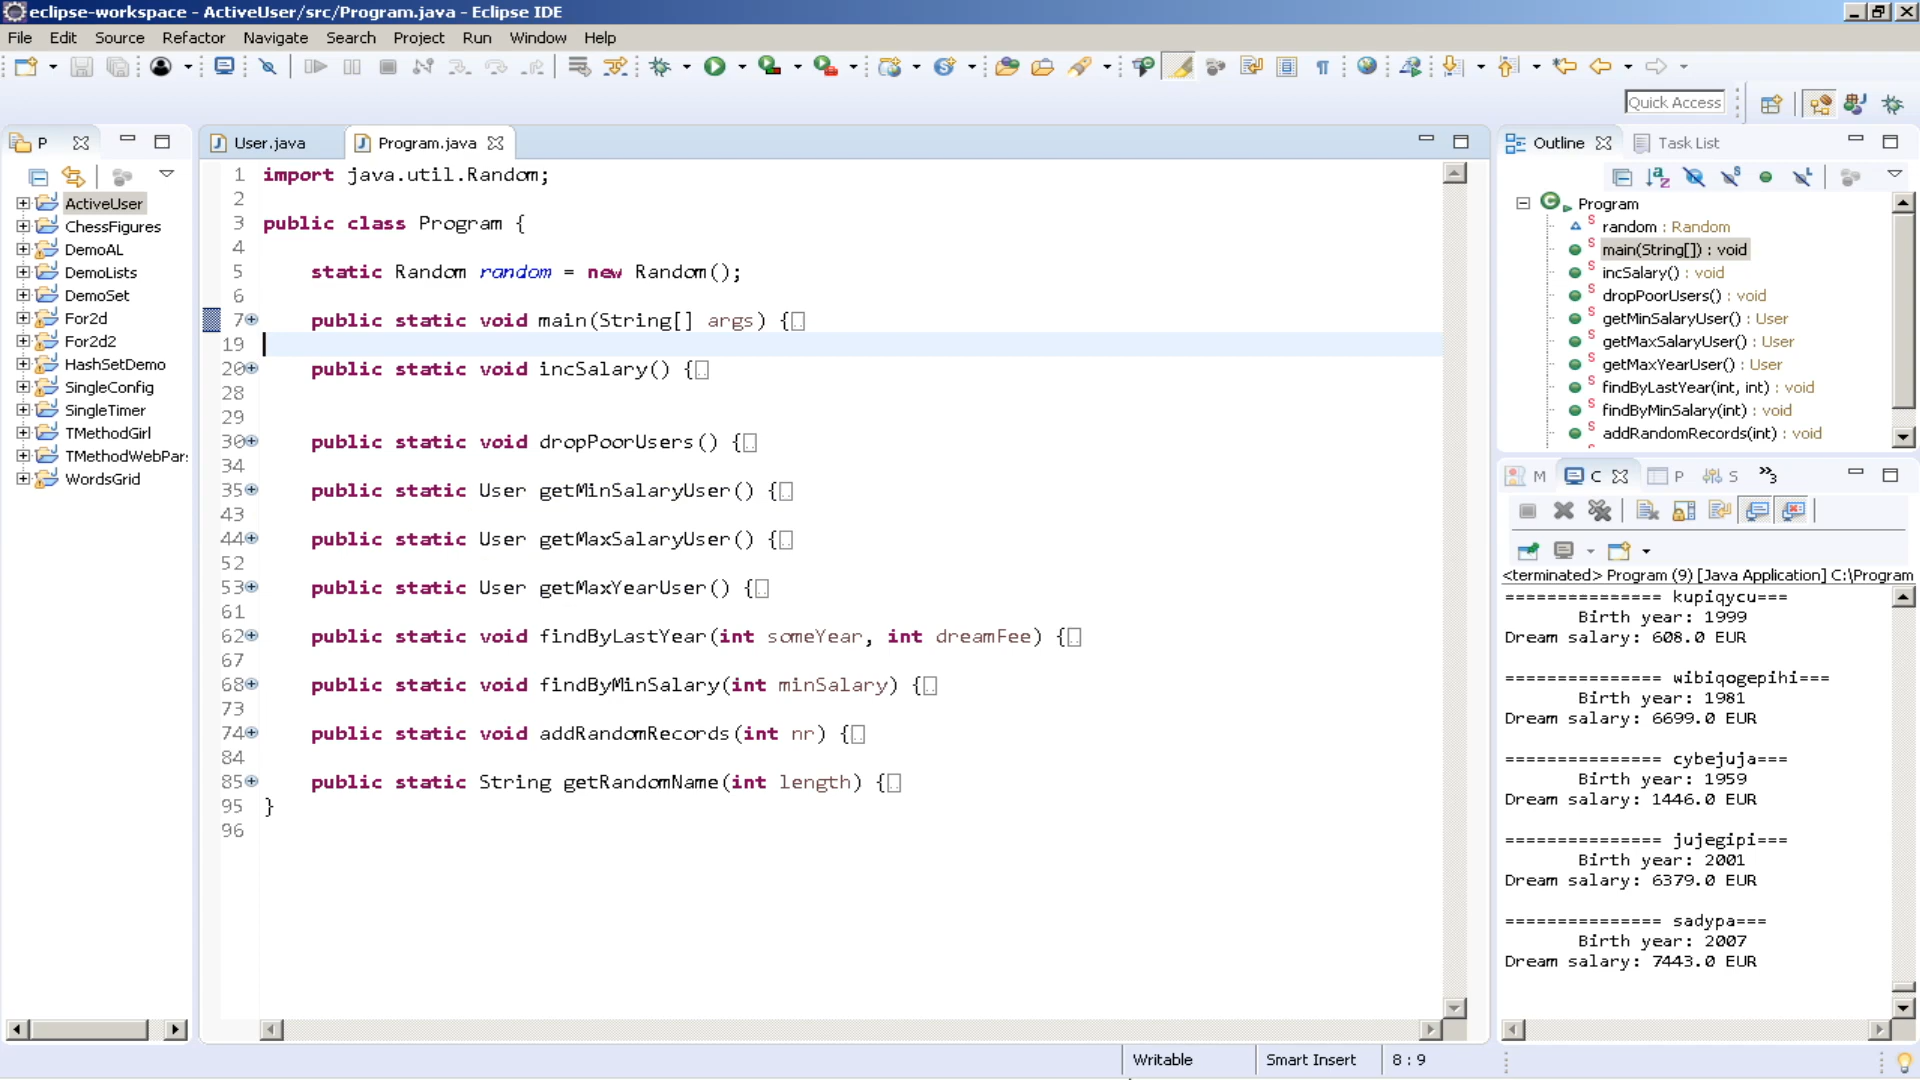 eclipse-workspace - ActiveUser/src/Program.java - Eclipse IDE
File Edit Source Refactor Navigate Search Project Run Window Help
Quick Access
P
ActiveUser
ChessFigures
DemoAL
DemoLists
DemoSet
For2d
For2d2
HashSetDemo
SingleConfig
SingleTimer
TMethodGirl
TMethodWebPar
WordsGrid
User.java Program.java
1 import java.util.Random;
2
3 public class Program {
4
5 static Random random = new Random();
6
7 public static void main(String[] args) {
19
20 public static void incSalary() {
28
29
30 public static void dropPoorUsers() {
34
35 public static User getMinSalaryUser() {
43
44 public static User getMaxSalaryUser() {
52
53 public static User getMaxYearUser() {
61
62 public static void findByLastYear(int someYear, int dreamFee) {
67
68 public static void findByMinSalary(int minSalary) {
73
74 public static void addRandomRecords(int nr) {
84
85 public static String getRandomName(int length) {
95 }
96
Outline Task List
Program
random : Random
main(String[]) : void
incSalary() : void
dropPoorUsers() : void
getMinSalaryUser() : User
getMaxSalaryUser() : User
getMaxYearUser() : User
findByLastYear(int, int) : void
findByMinSalary(int) : void
addRandomRecords(int) : void
M C P S »3
<terminated> Program (9) [Java Application] C:\Program
=============== kupiqycu===
Birth year: 1999
Dream salary: 608.0 EUR
=============== wibiqogepihi===
Birth year: 1981
Dream salary: 6699.0 EUR
=============== cybejuja===
Birth year: 1959
Dream salary: 1446.0 EUR
=============== jujegipi===
Birth year: 2001
Dream salary: 6379.0 EUR
=============== sadypa===
Birth year: 2007
Dream salary: 7443.0 EUR
Writable Smart Insert 8 : 9